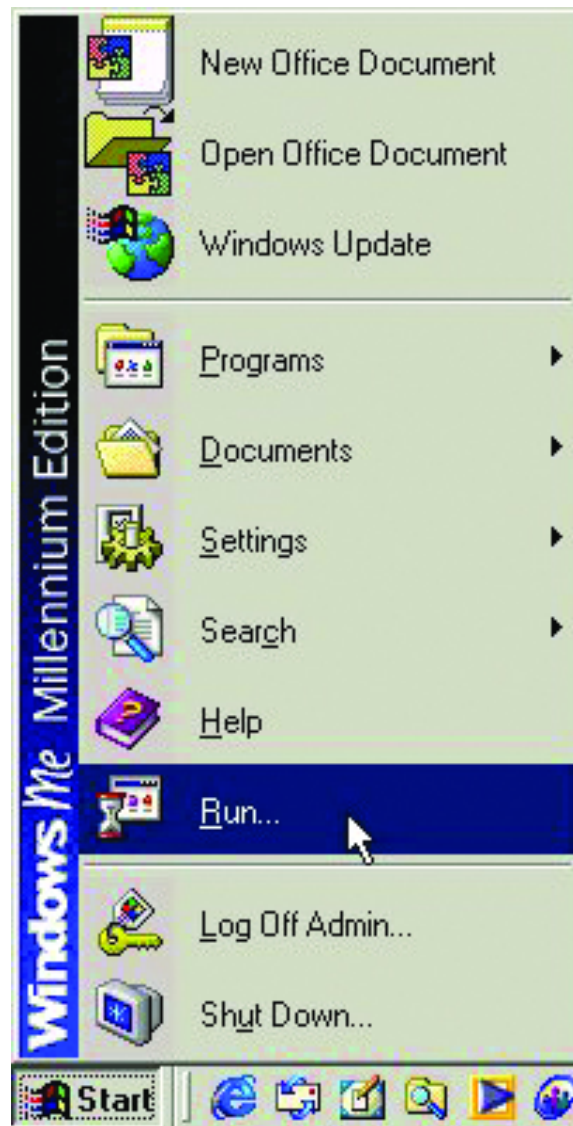 New Office Document
Open Office Document
Windows Update
Programs
Documents
Settings
Search
Help
Run...
Log Off Admin...
Shut Down...
Windows Me Millennium Edition
Start